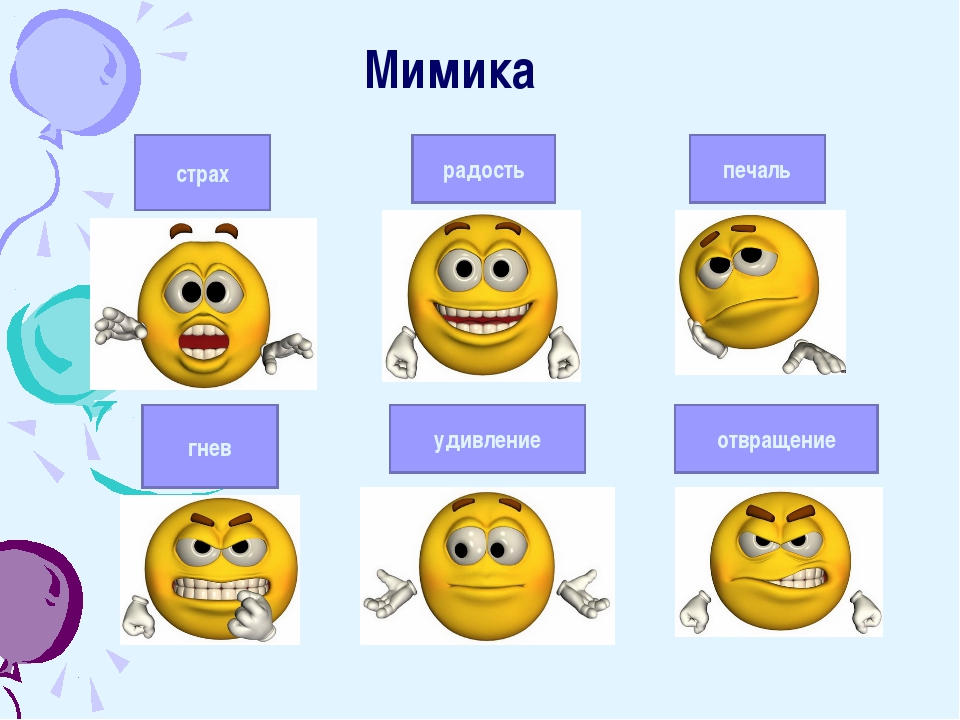 Мимика
страх
радость
печаль
гнев
удивление
отвращение